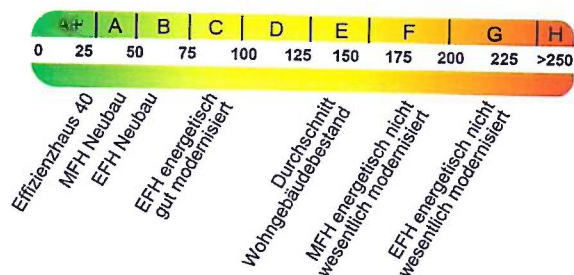 A+ A B C D E F G H
0 25 50 75 100 125 150 175 200 225 >250
Effizienzhaus 40
MFH Neubau
EFH Neubau
EFH energetisch
gut modernisiert
Durchschnitt
Wohngebäudebestand
MFH energetisch nicht
wesentlich modernisiert
EFH energetisch nicht
wesentlich modernisiert